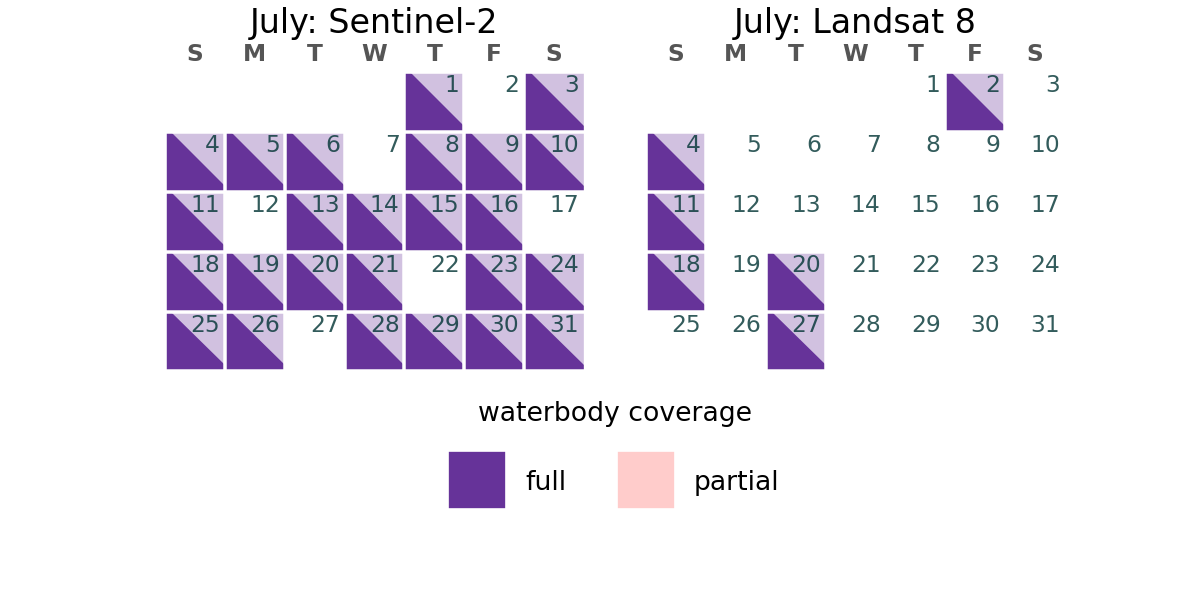 July: Sentinel-2
S M T W T F S
1 2 3
4 5 6 7 8 9 10
11 12 13 14 15 16 17
18 19 20 21 22 23 24
25 26 27 28 29 30 31
July: Landsat 8
S M T W T F S
1 2 3
4 5 6 7 8 9 10
11 12 13 14 15 16 17
18 19 20 21 22 23 24
25 26 27 28 29 30 31
waterbody coverage
full partial